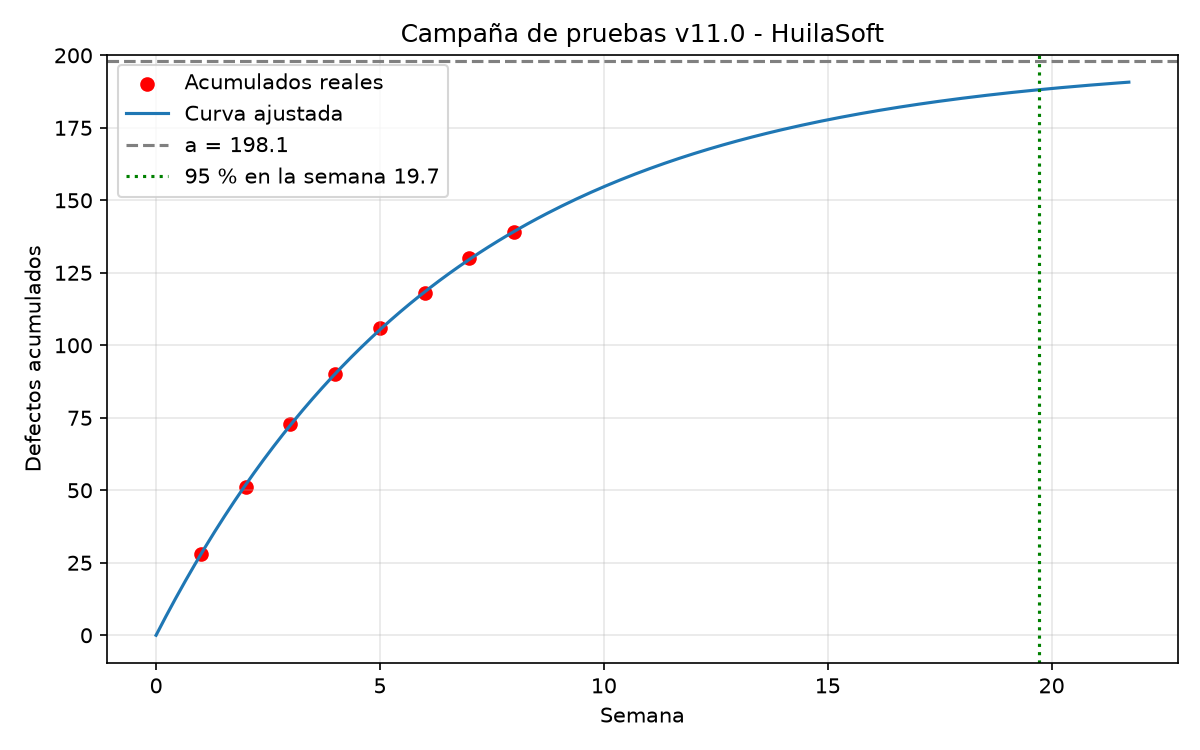 Campaña de pruebas v11.0 - HuilaSoft
Acumulados reales
Curva ajustada
a = 198.1
95 % en la semana 19.7
Defectos acumulados
200
175
150
125
100
75
50
25
0
0 5 10 15 20
Semana